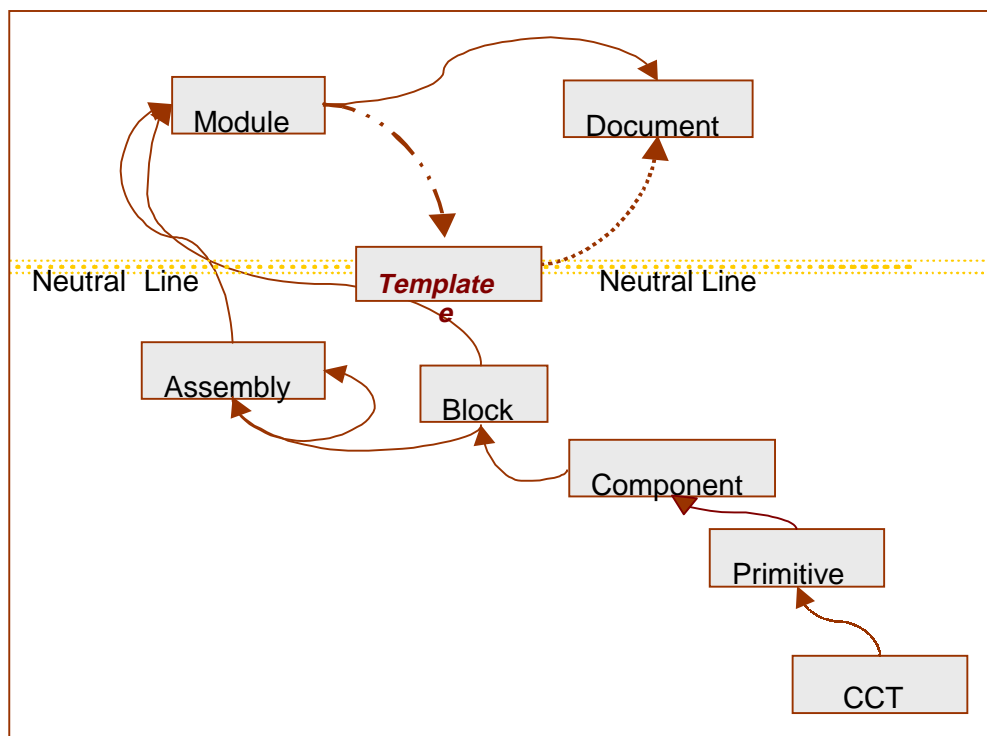 Module
Document
Neutral Line
Neutral Line
Template
e
Assembly
Block
Component
Primitive
CCT